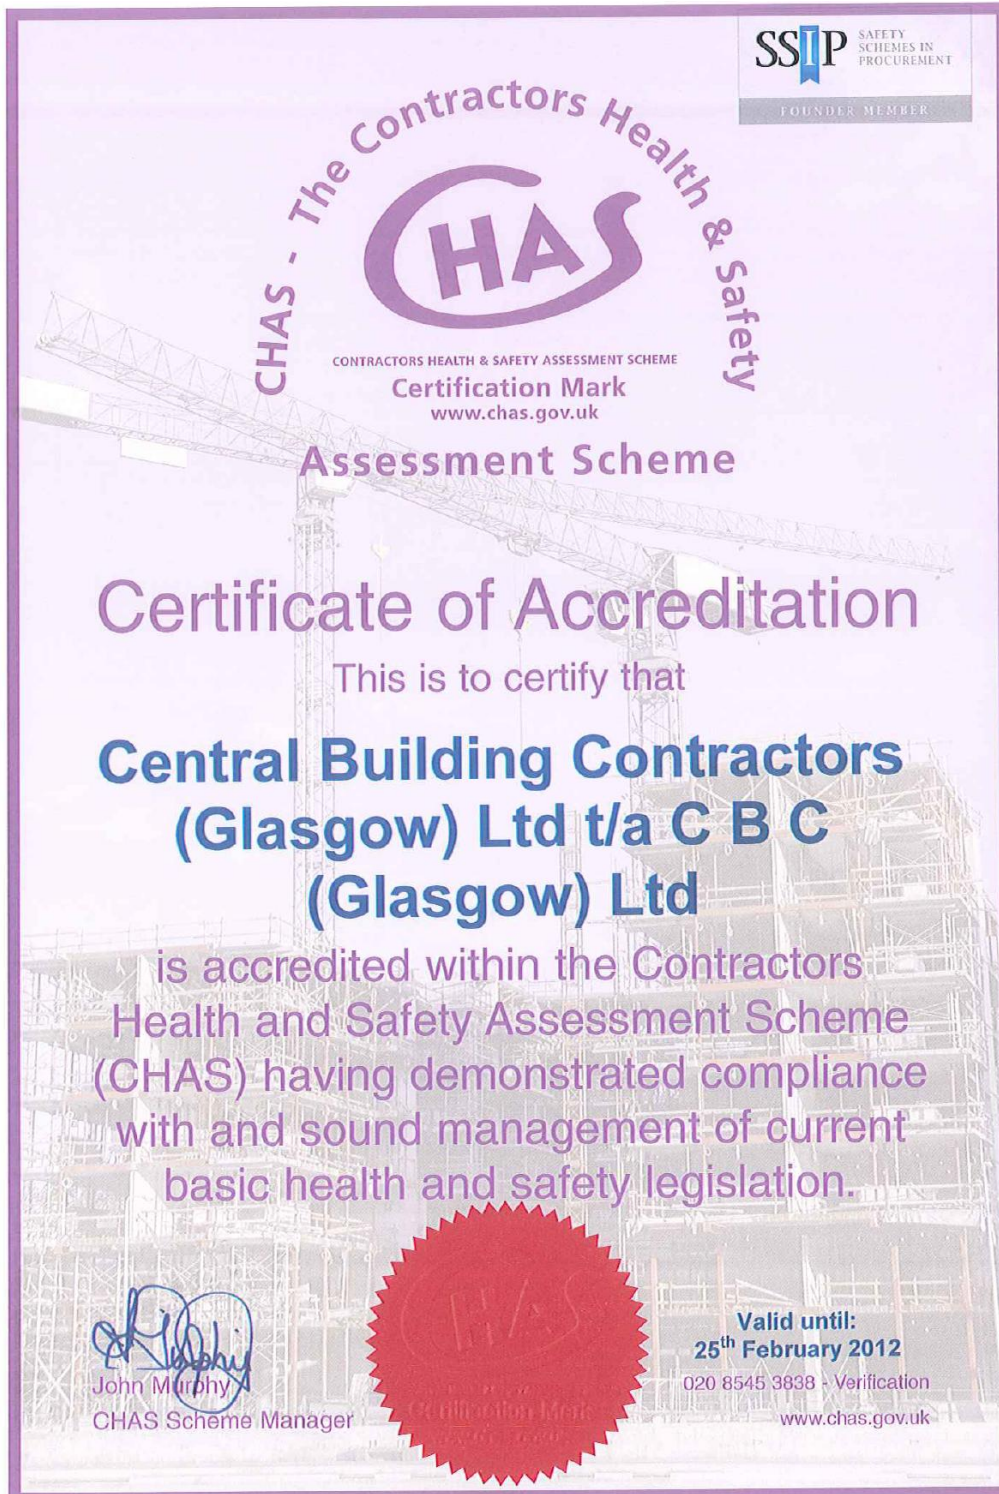 SSIP
SAFETY
SCHEMES IN
PROCUREMENT
FOUNDER MEMBER
CHAS - The Contractors Health & Safety
CHAS
CONTRACTORS HEALTH & SAFETY ASSESSMENT SCHEME
Certification Mark
www.chas.gov.uk
Assessment Scheme
Certificate of Accreditation
This is to certify that
Central Building Contractors
(Glasgow) Ltd t/a C B C
(Glasgow) Ltd
is accredited within the Contractors
Health and Safety Assessment Scheme
(CHAS) having demonstrated compliance
with and sound management of current
basic health and safety legislation.
CHAS
Certification Mark
John Murphy
CHAS Scheme Manager
Valid until:
25th February 2012
020 8545 3838 - Verification
www.chas.gov.uk